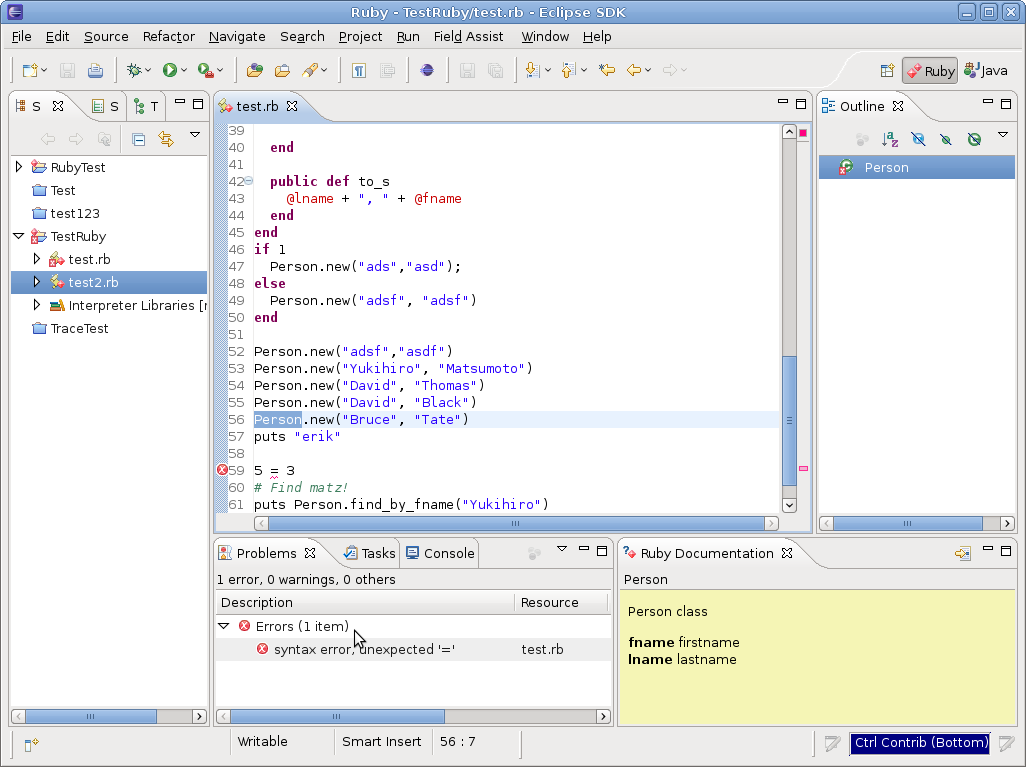 Ruby - TestRuby/test.rb - Eclipse SDK
File Edit Source Refactor Navigate Search Project Run Field Assist Window Help
Ruby Java
S S T
RubyTest
Test
test123
TestRuby
test.rb
test2.rb
Interpreter Libraries [r
TraceTest
test.rb
39
40 end
41
42 public def to_s
43 @lname + ", " + @fname
44 end
45 end
46 if 1
47 Person.new("ads","asd");
48 else
49 Person.new("adsf", "adsf")
50 end
51
52 Person.new("adsf","asdf")
53 Person.new("Yukihiro", "Matsumoto")
54 Person.new("David", "Thomas")
55 Person.new("David", "Black")
56 Person.new("Bruce", "Tate")
57 puts "erik"
58
59 5 = 3
60 # Find matz!
61 puts Person.find_by_fname("Yukihiro")
Outline
Person
Problems Tasks Console
1 error, 0 warnings, 0 others
Description Resource
Errors (1 item)
syntax error, unexpected '=' test.rb
Ruby Documentation
Person
Person class
fname firstname
lname lastname
Writable Smart Insert 56 : 7
Ctrl Contrib (Bottom)